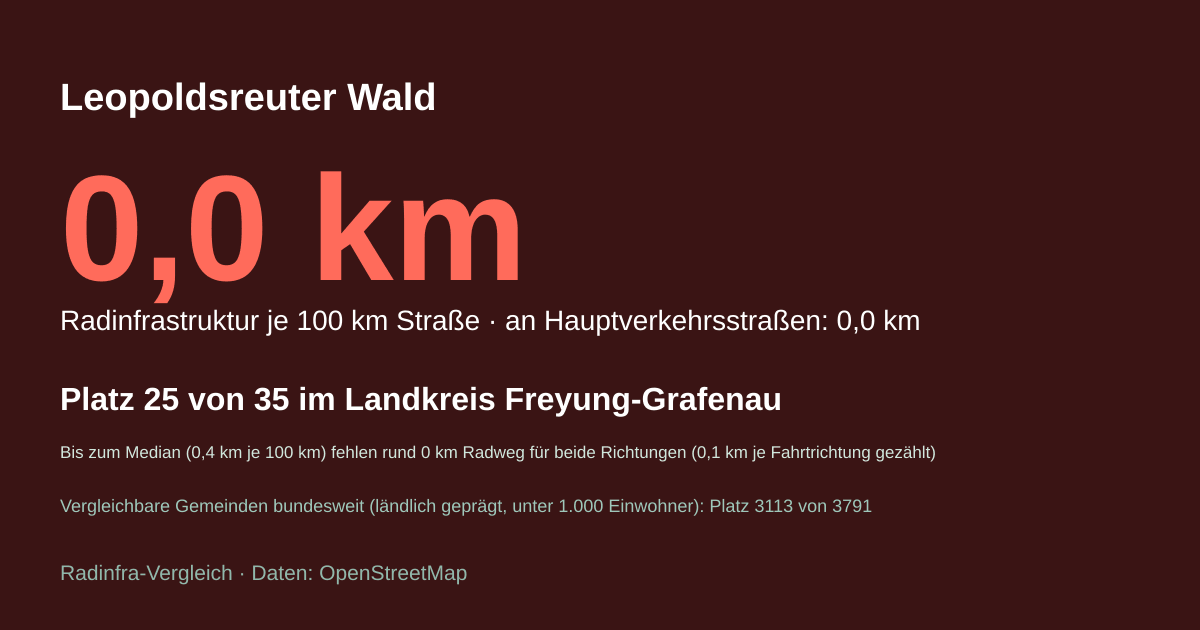 Leopoldsreuter Wald
0,0 km
Radinfrastruktur je 100 km Straße · an Hauptverkehrsstraßen: 0,0 km
Platz 25 von 35 im Landkreis Freyung-Grafenau
Bis zum Median (0,4 km je 100 km) fehlen rund 0 km Radweg für beide Richtungen (0,1 km je Fahrtrichtung gezählt)
Vergleichbare Gemeinden bundesweit (ländlich geprägt, unter 1.000 Einwohner): Platz 3113 von 3791
Radinfra-Vergleich · Daten: OpenStreetMap